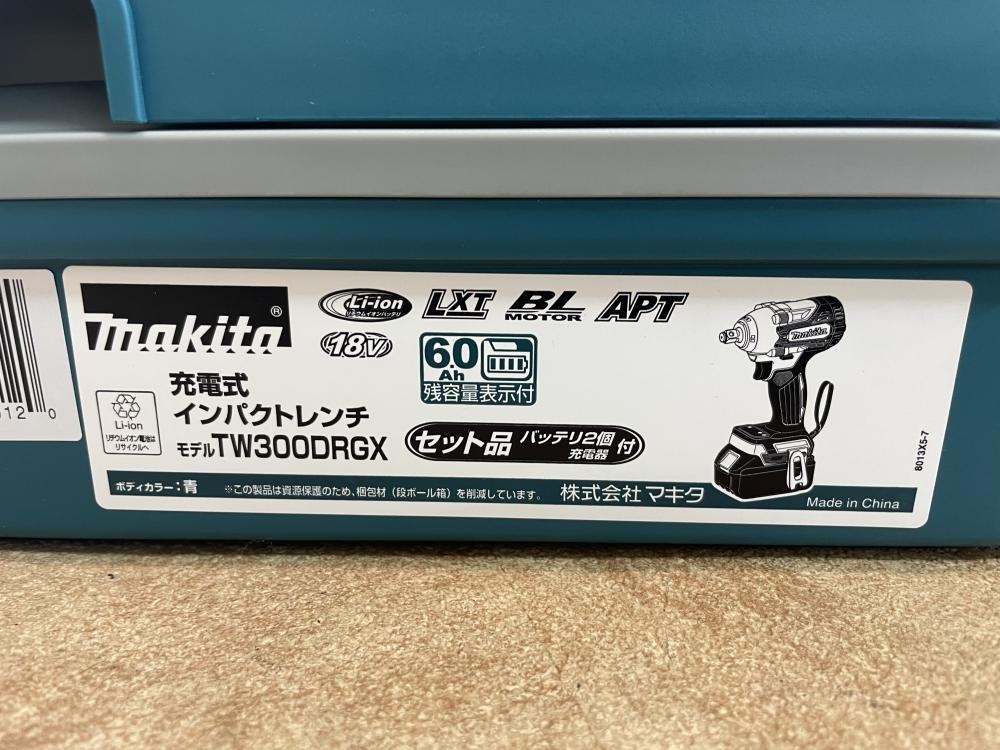 makita®
Li-ion
リチウムイオンバッテリ
LXT
BL
MOTOR
APT
18V
6.0
Ah
残容量表示付
充電式
インパクトレンチ
モデルTW300DRGX
Li-ion
リチウムイオン電池は
リサイクルへ
セット品 バッテリ2個
充電器 付
makita
8013X5-7
ボディカラー:青
※この製品は資源保護のため、梱包材(段ボール箱)を削減しています。
株式会社マキタ
Made in China
12 0